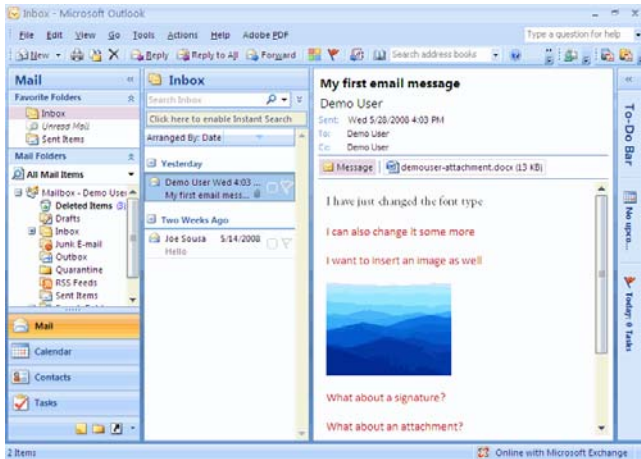 Inbox - Microsoft Outlook
File Edit View Go Tools Actions Help Adobe PDF
Type a question for help
New Reply Reply to All Forward Search address books
Mail
Favorite Folders
Inbox
Unread Mail
Sent Items
Mail Folders
All Mail Items
Mailbox - Demo User
Deleted Items
Drafts
Inbox
Junk E-mail
Outbox
Quarantine
RSS Feeds
Sent Items
Mail
Calendar
Contacts
Tasks
2 Items
Inbox
Search Inbox
Click here to enable Instant Search
Arranged By: Date
Yesterday
Demo User Wed 4:03 ...
My first email mess...
Two Weeks Ago
Joe Sousa 5/14/2008
Hello
My first email message
Demo User
Sent: Wed 5/28/2008 4:03 PM
To: Demo User
Cc: Demo User
Message demouser-attachment.docx (13 KB)
I have just changed the font type
I can also change it some more
I want to insert an image as well
What about a signature?
What about an attachment?
To-Do Bar
No upco...
Today: 0 Tasks
Online with Microsoft Exchange